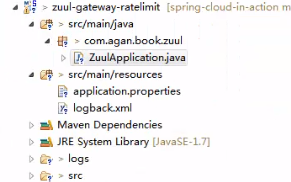 zuul-gateway-ratelimit [spring-cloud-in-action m
> src/main/java
> com.agan.book.zuul
> ZuulApplication.java
> src/main/resources
application.properties
logback.xml
Maven Dependencies
JRE System Library [JavaSE-1.7]
> logs
> src